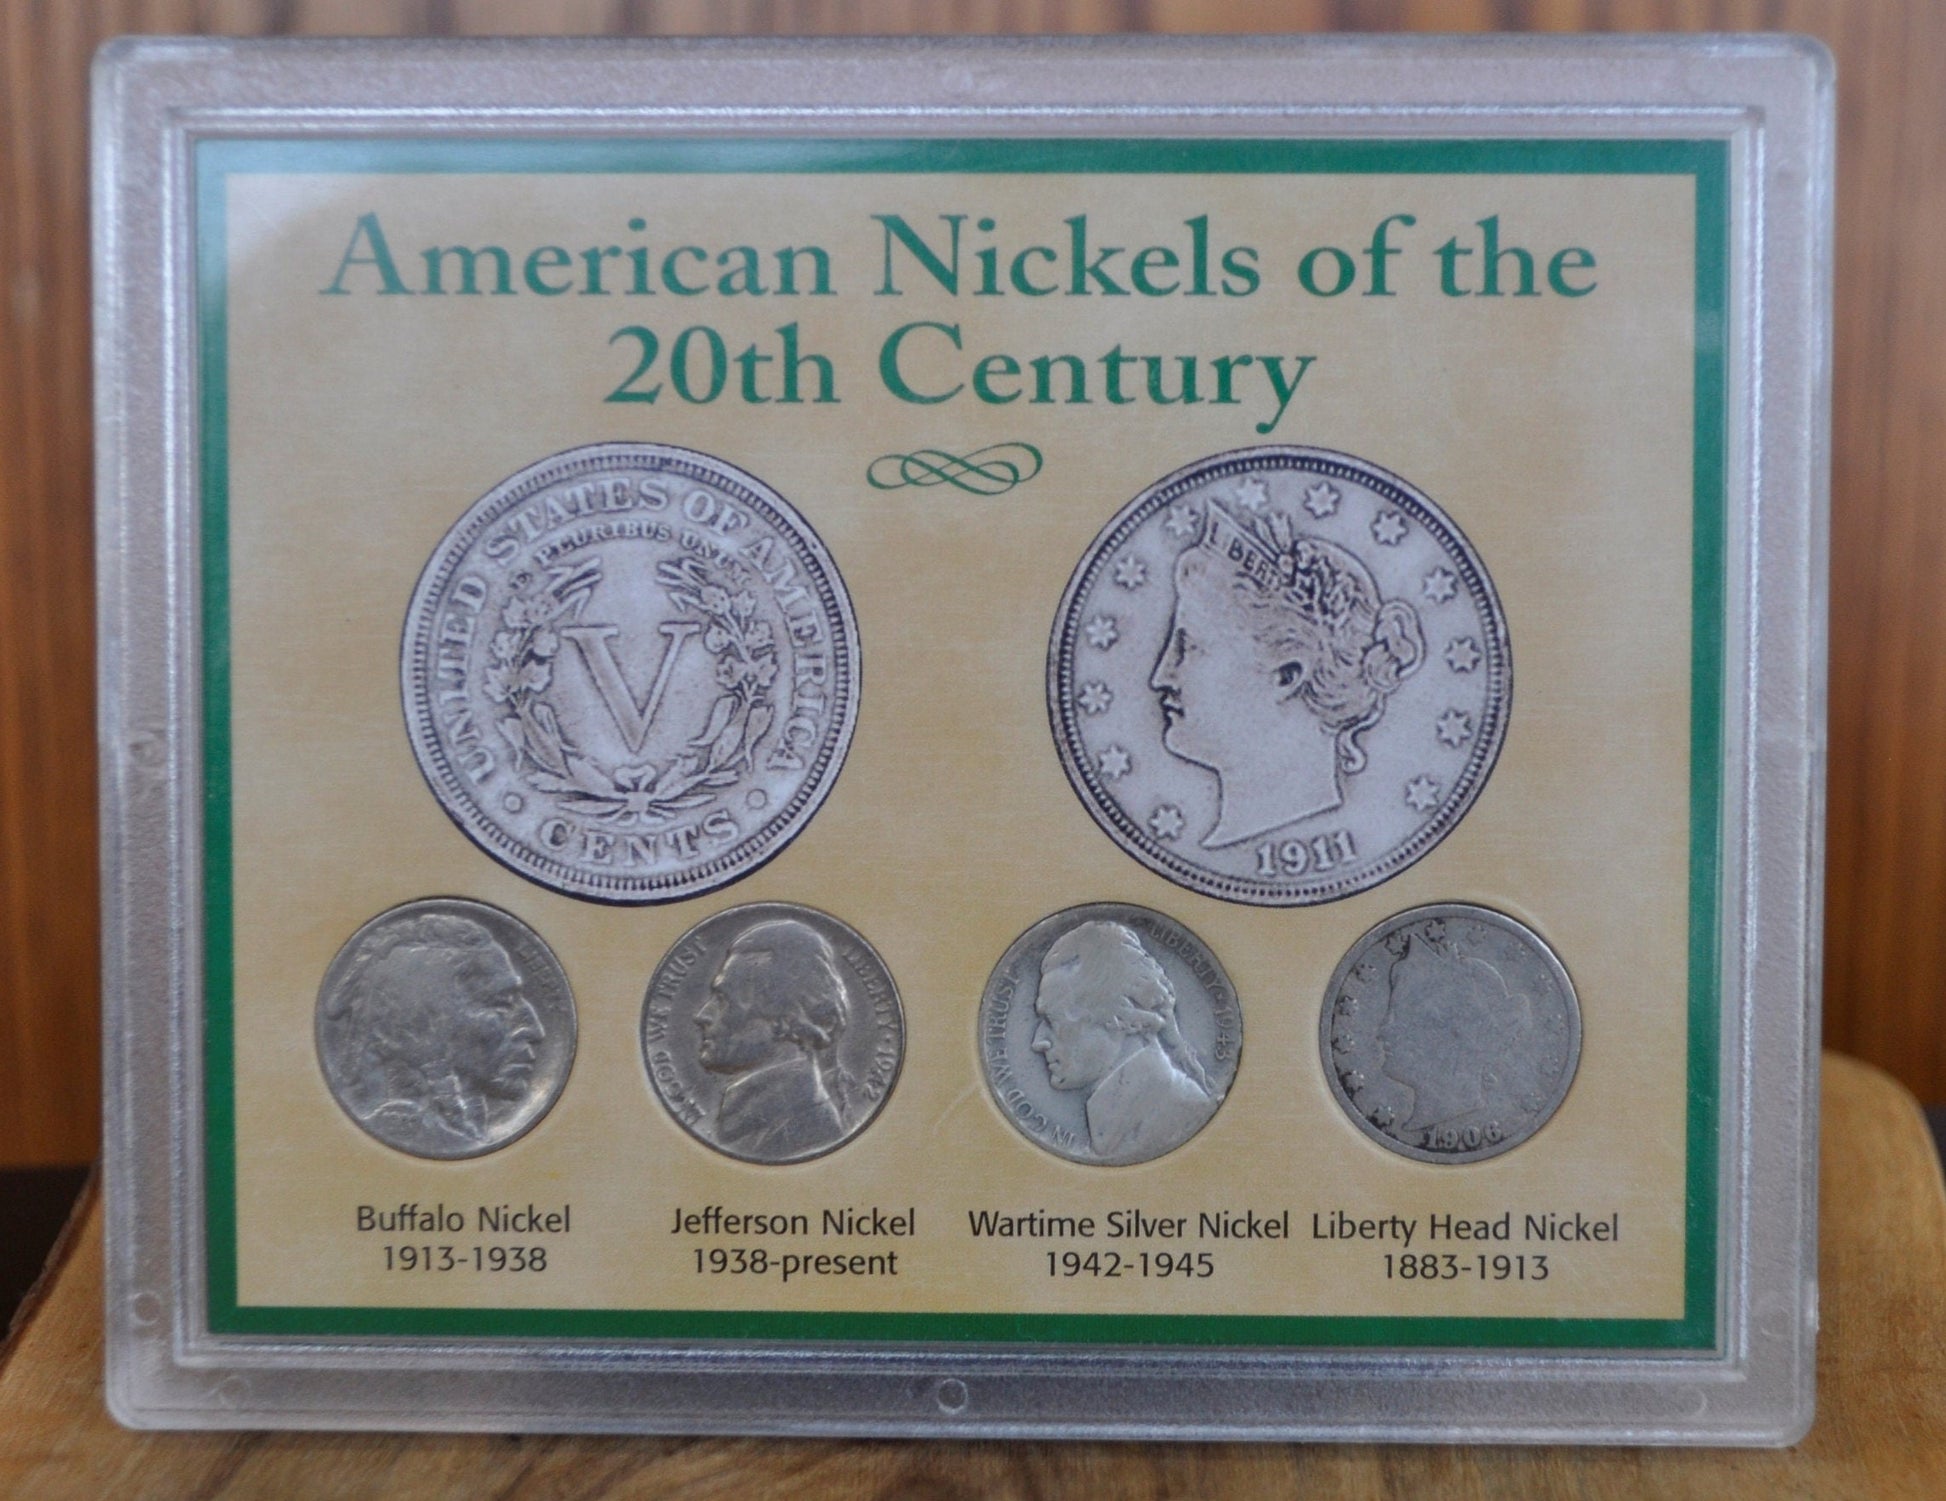 American Nickels of the
20th Century
UNITED STATES OF AMERICA
E PLURIBUS UNUM
V
CENTS
LIBERTY
1911
LIBERTY
IN GOD WE TRUST
LIBERTY · 1942
IN GOD WE TRUST
LIBERTY · 1943
1906
Buffalo Nickel
1913-1938
Jefferson Nickel
1938-present
Wartime Silver Nickel
1942-1945
Liberty Head Nickel
1883-1913